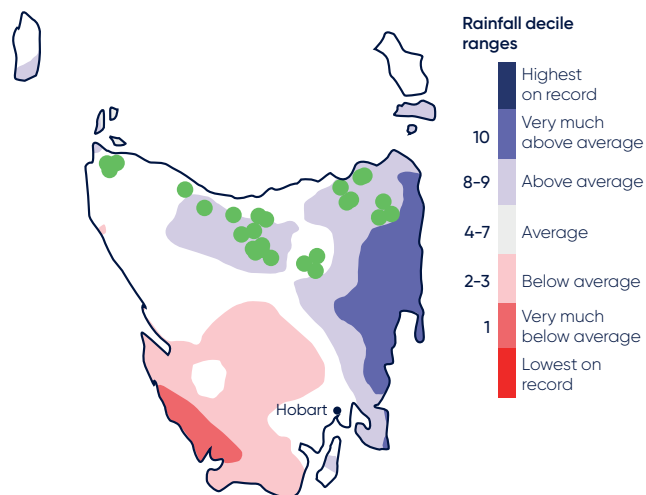 Rainfall decile
ranges
Highest
on record
10 Very much
above average
8-9 Above average
4-7 Average
2-3 Below average
1 Very much
below average
Lowest on
record
Hobart